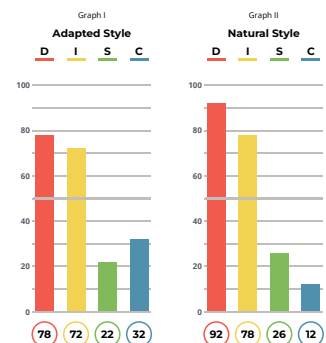 Graph I
Adapted Style
D I S C
100
80
60
40
20
0
78 72 22 32
Graph II
Natural Style
D I S C
100
80
60
40
20
0
92 78 26 12